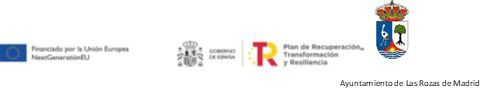 Financiado por la Unión Europea
NextGenerationEU
GOBIERNO
DE ESPAÑA
Plan de Recuperación,
Transformación
y Resiliencia
Ayuntamiento de Las Rozas de Madrid